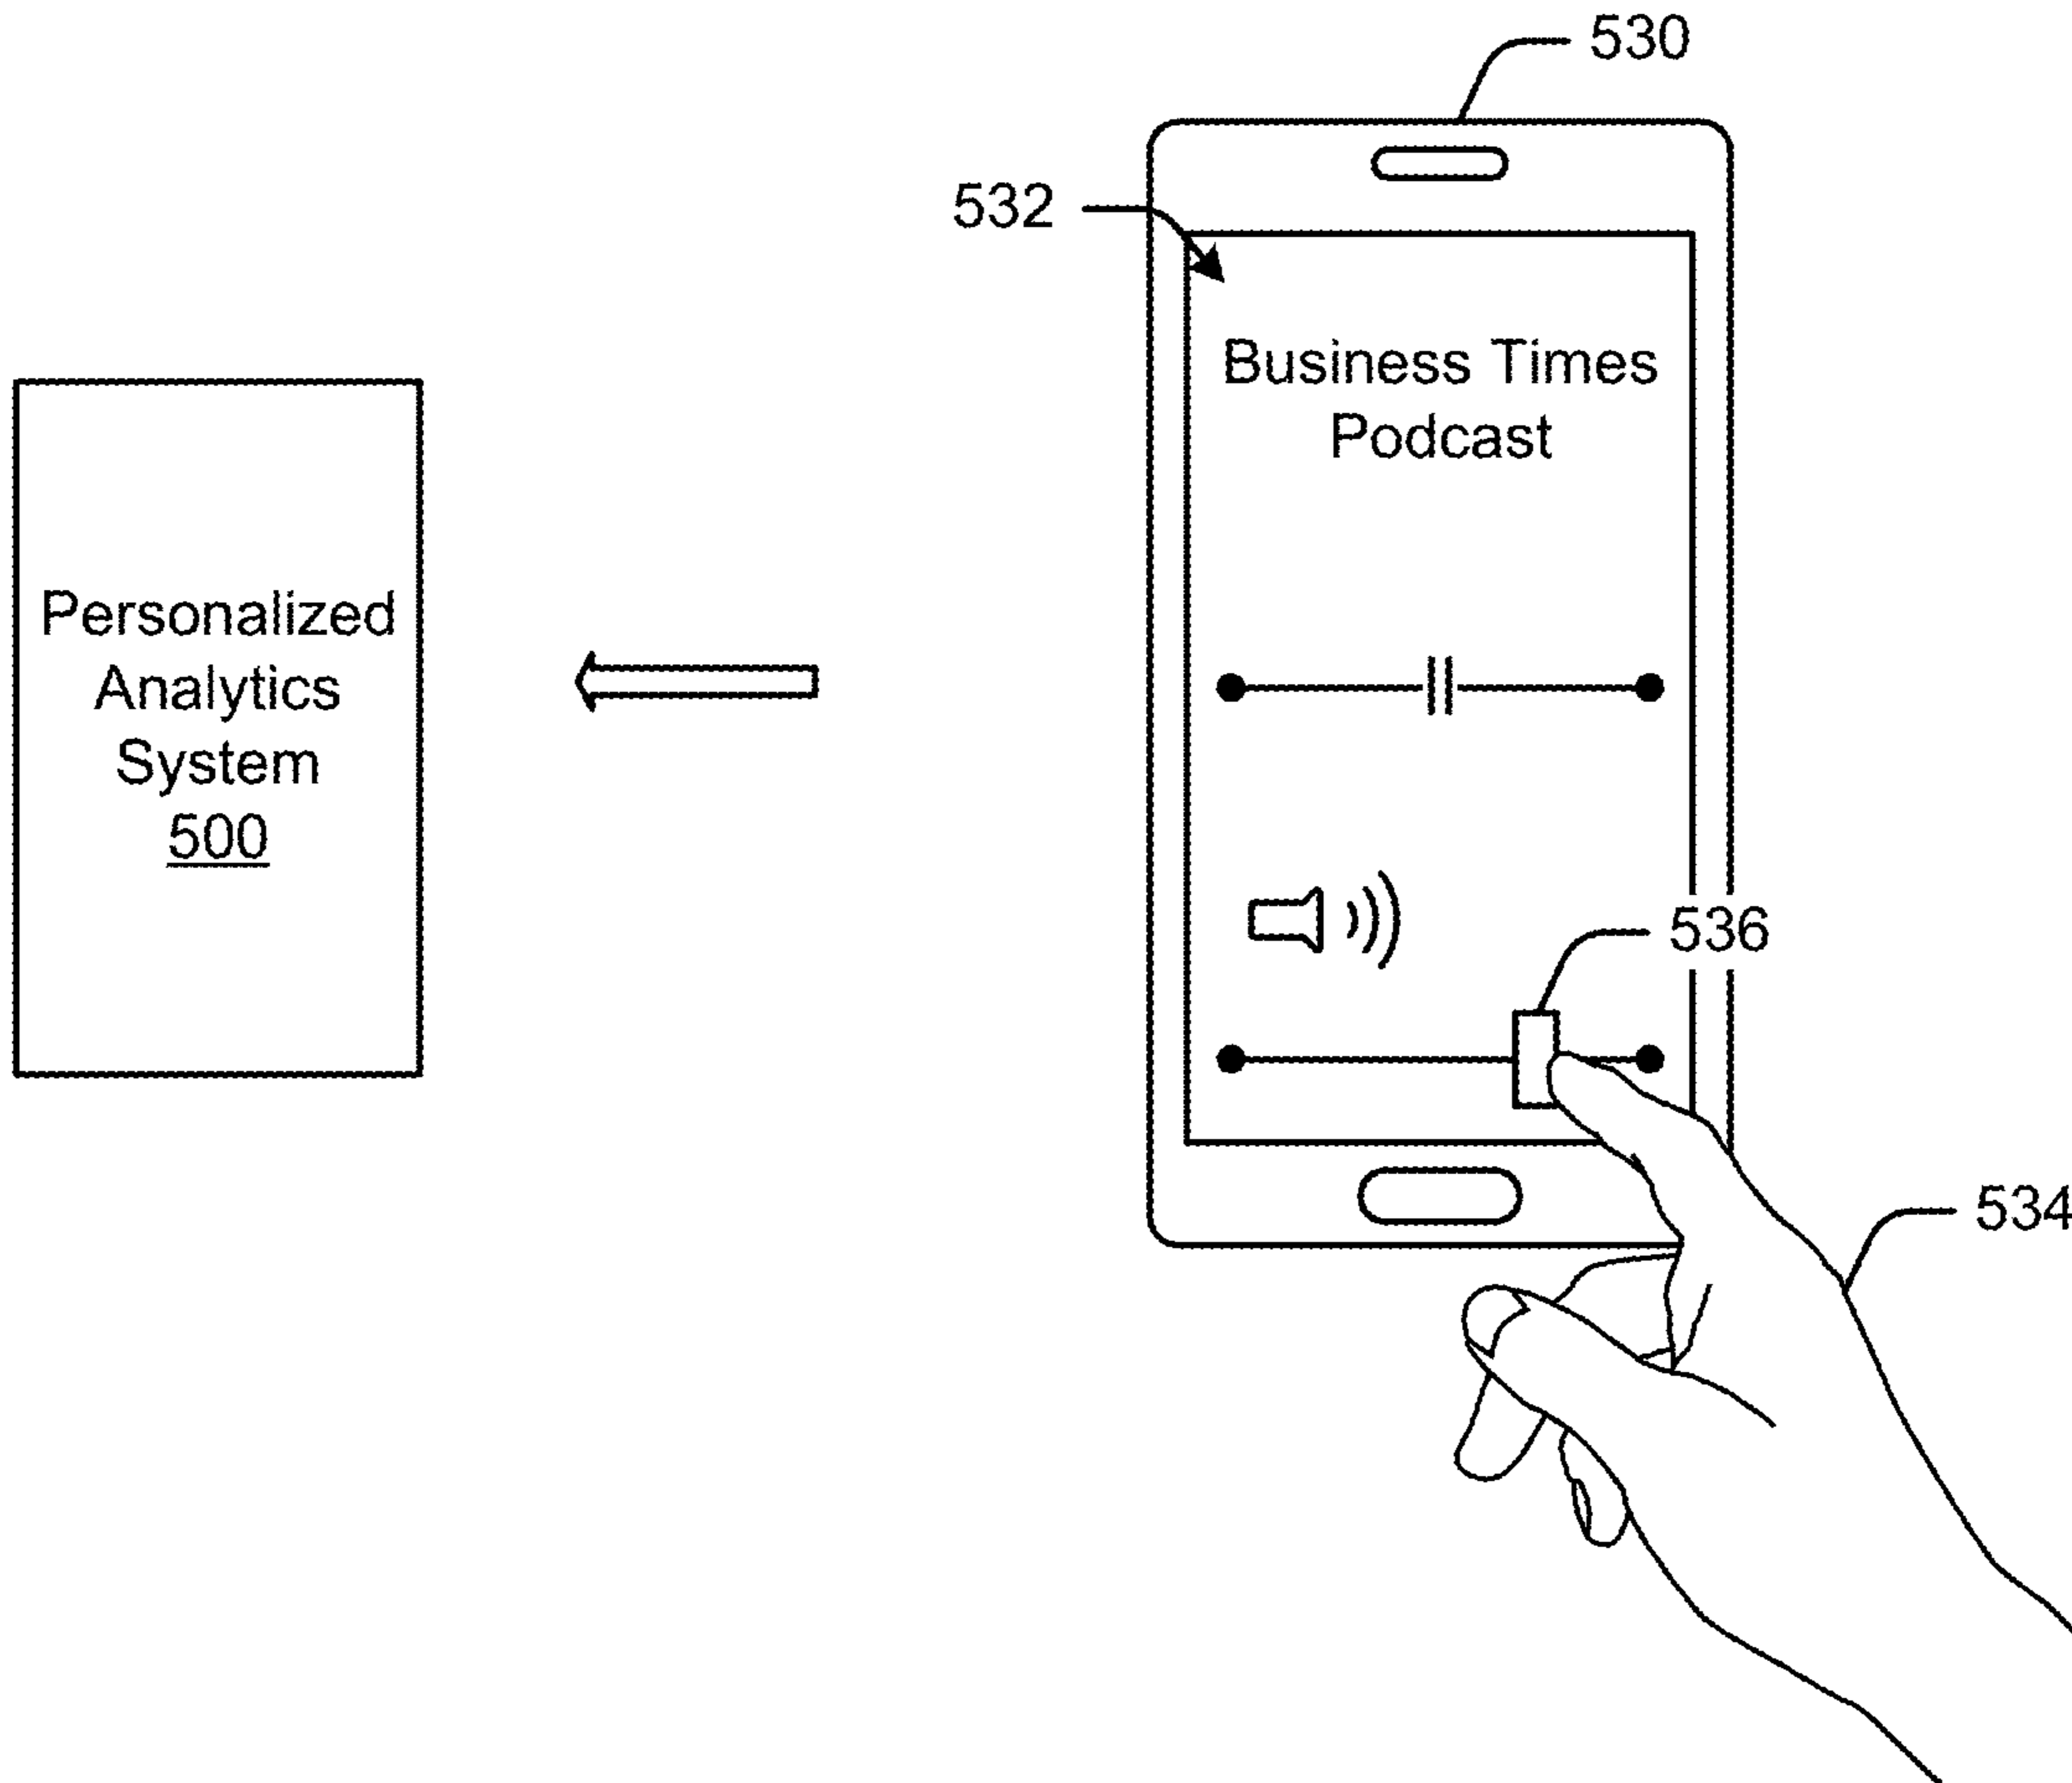 530
532
Business Times
Podcast
Personalized
Analytics
System
500
536
534